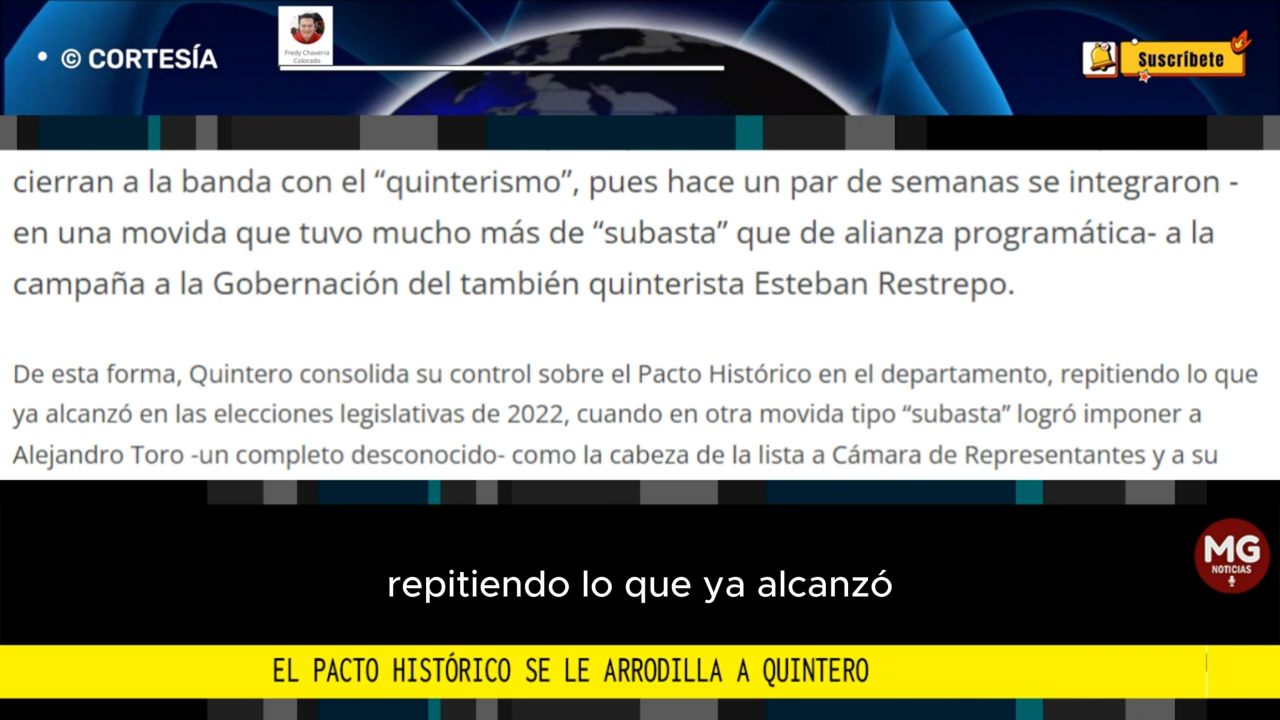 • © CORTESÍA
Fredy Chaverra
Colorado
Suscríbete
cierran a la banda con el “quinterismo”, pues hace un par de semanas se integraron -
en una movida que tuvo mucho más de “subasta” que de alianza programática- a la
campaña a la Gobernación del también quinterista Esteban Restrepo.
De esta forma, Quintero consolida su control sobre el Pacto Histórico en el departamento, repitiendo lo que
ya alcanzó en las elecciones legislativas de 2022, cuando en otra movida tipo “subasta” logró imponer a
Alejandro Toro -un completo desconocido- como la cabeza de la lista a Cámara de Representantes y a su
MG
NOTICIAS
repitiendo lo que ya alcanzó
EL PACTO HISTÓRICO SE LE ARRODILLA A QUINTERO